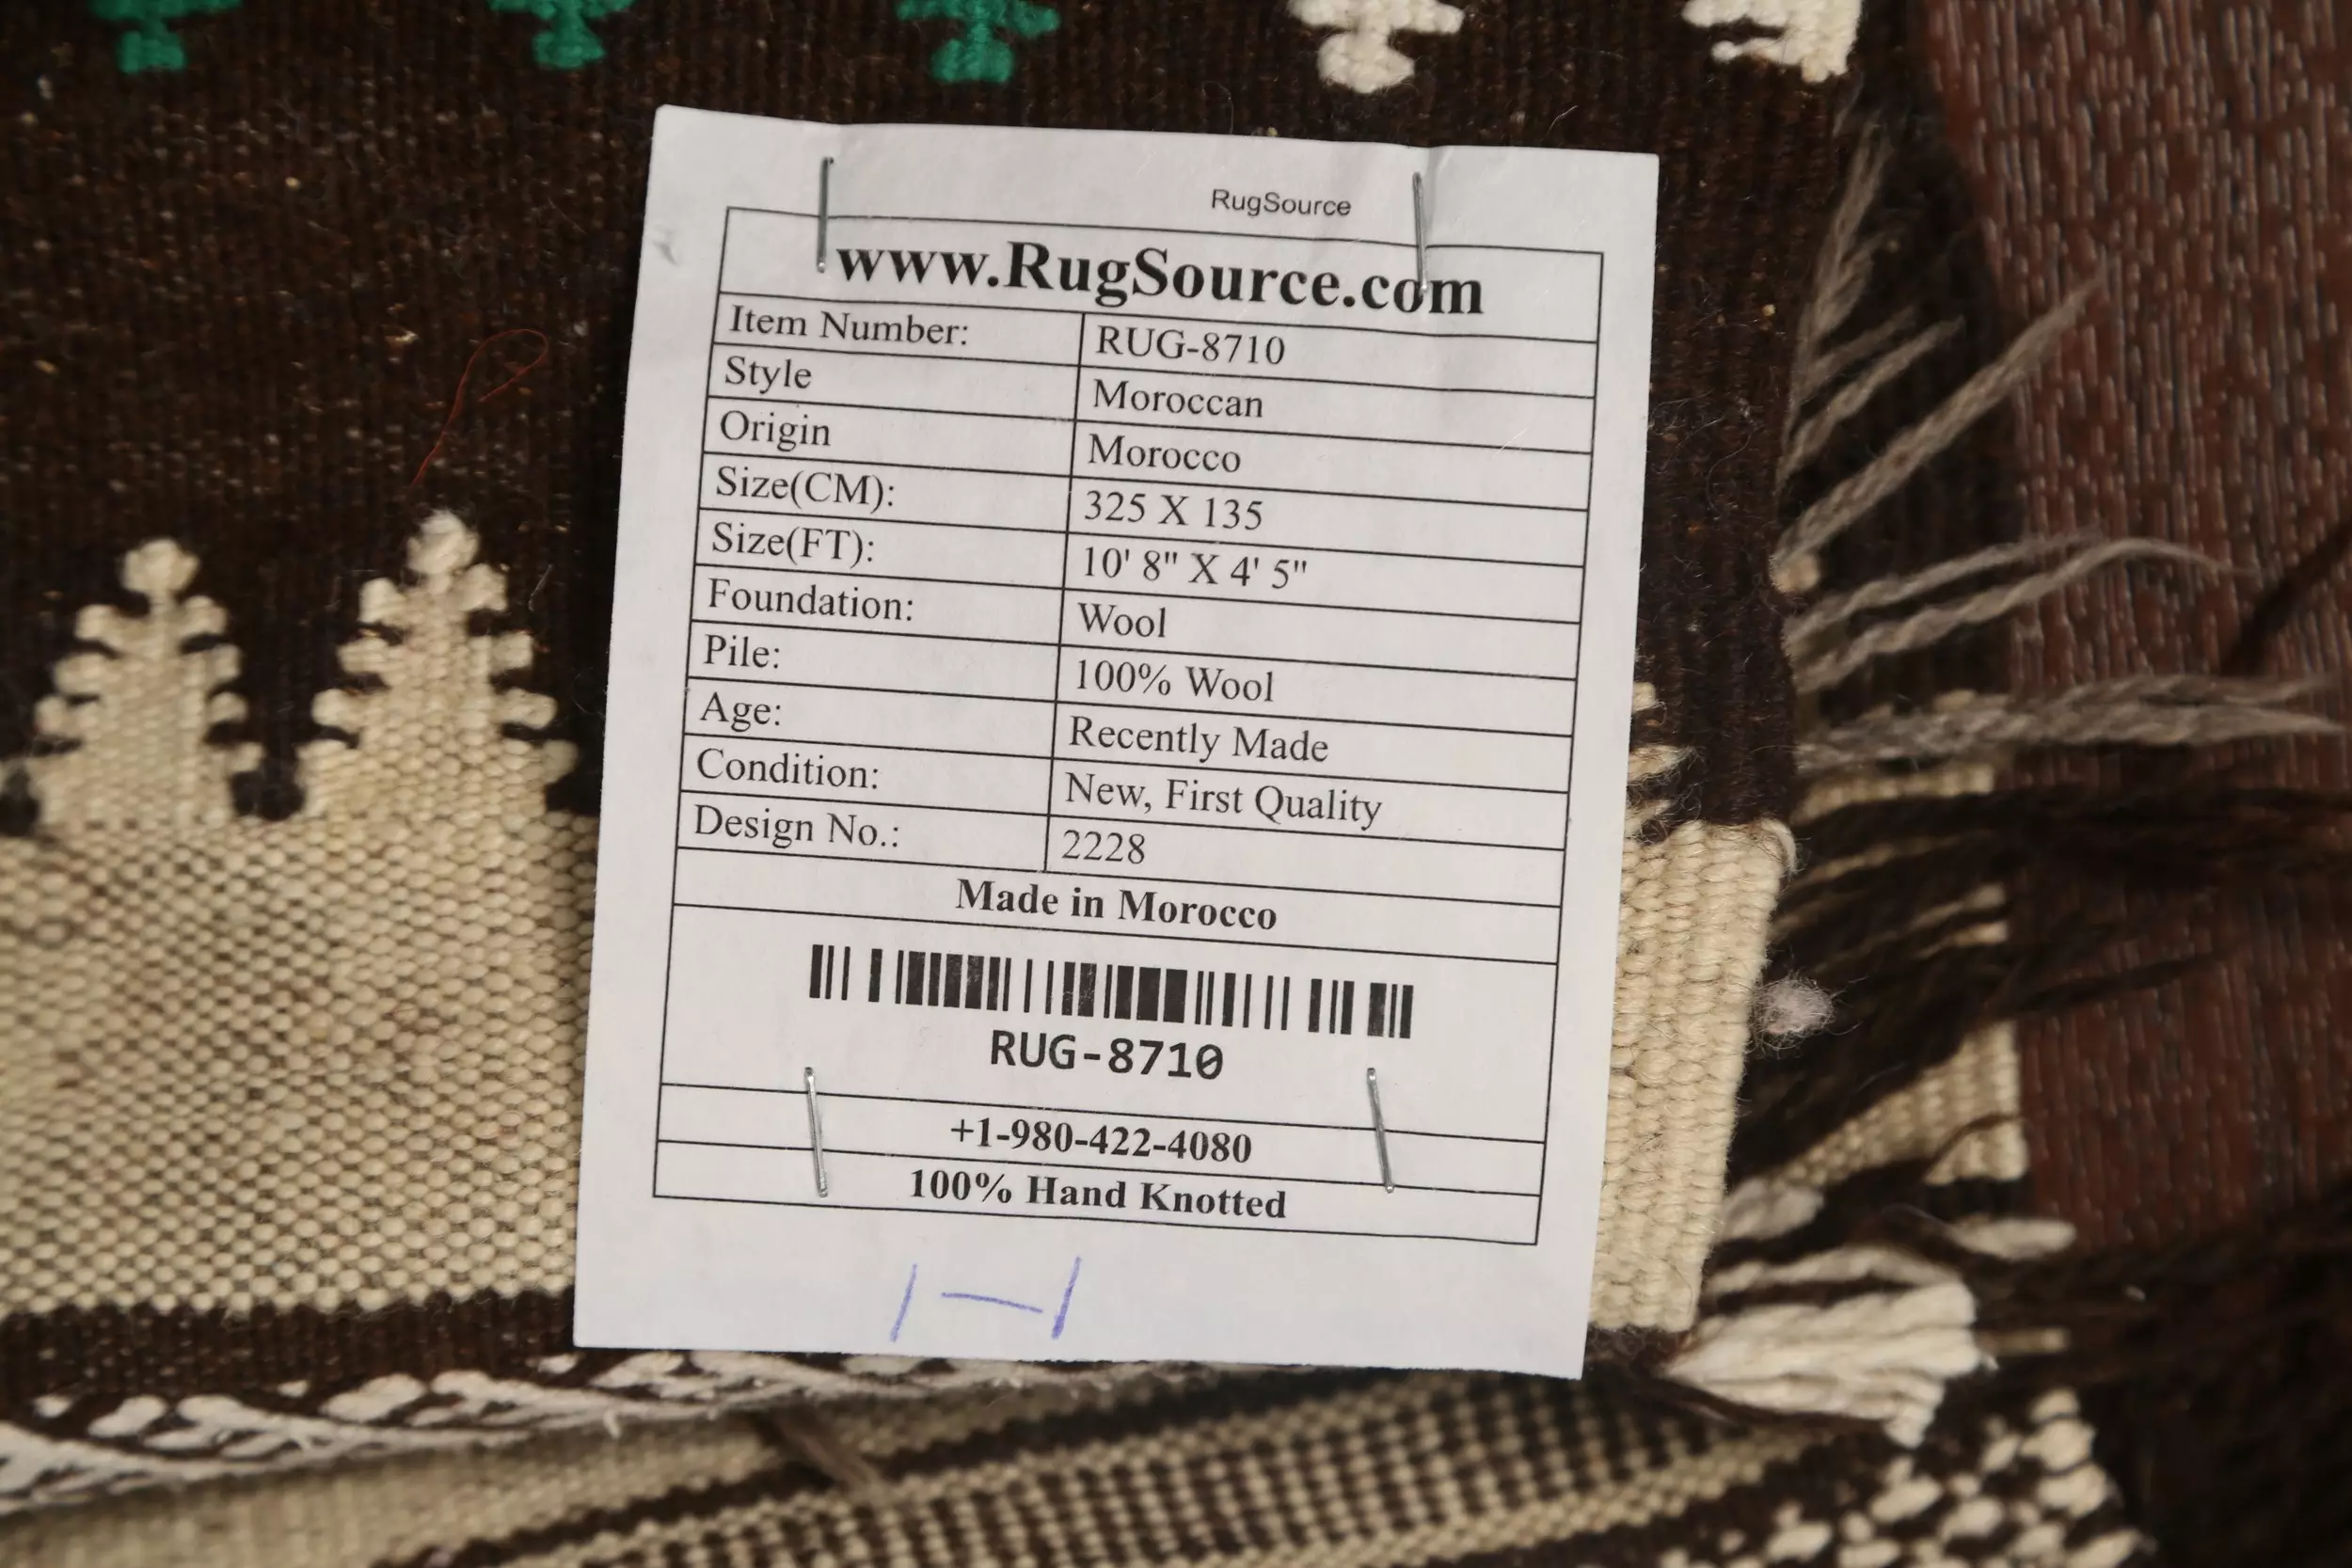 RugSource
www.RugSource.com
Item Number: RUG-8710
Style Moroccan
Origin Morocco
Size(CM): 325 X 135
Size(FT): 10' 8" X 4' 5"
Foundation: Wool
Pile: 100% Wool
Age: Recently Made
Condition: New, First Quality
Design No.: 2228
Made in Morocco
RUG-8710
+1-980-422-4080
100% Hand Knotted
1-1